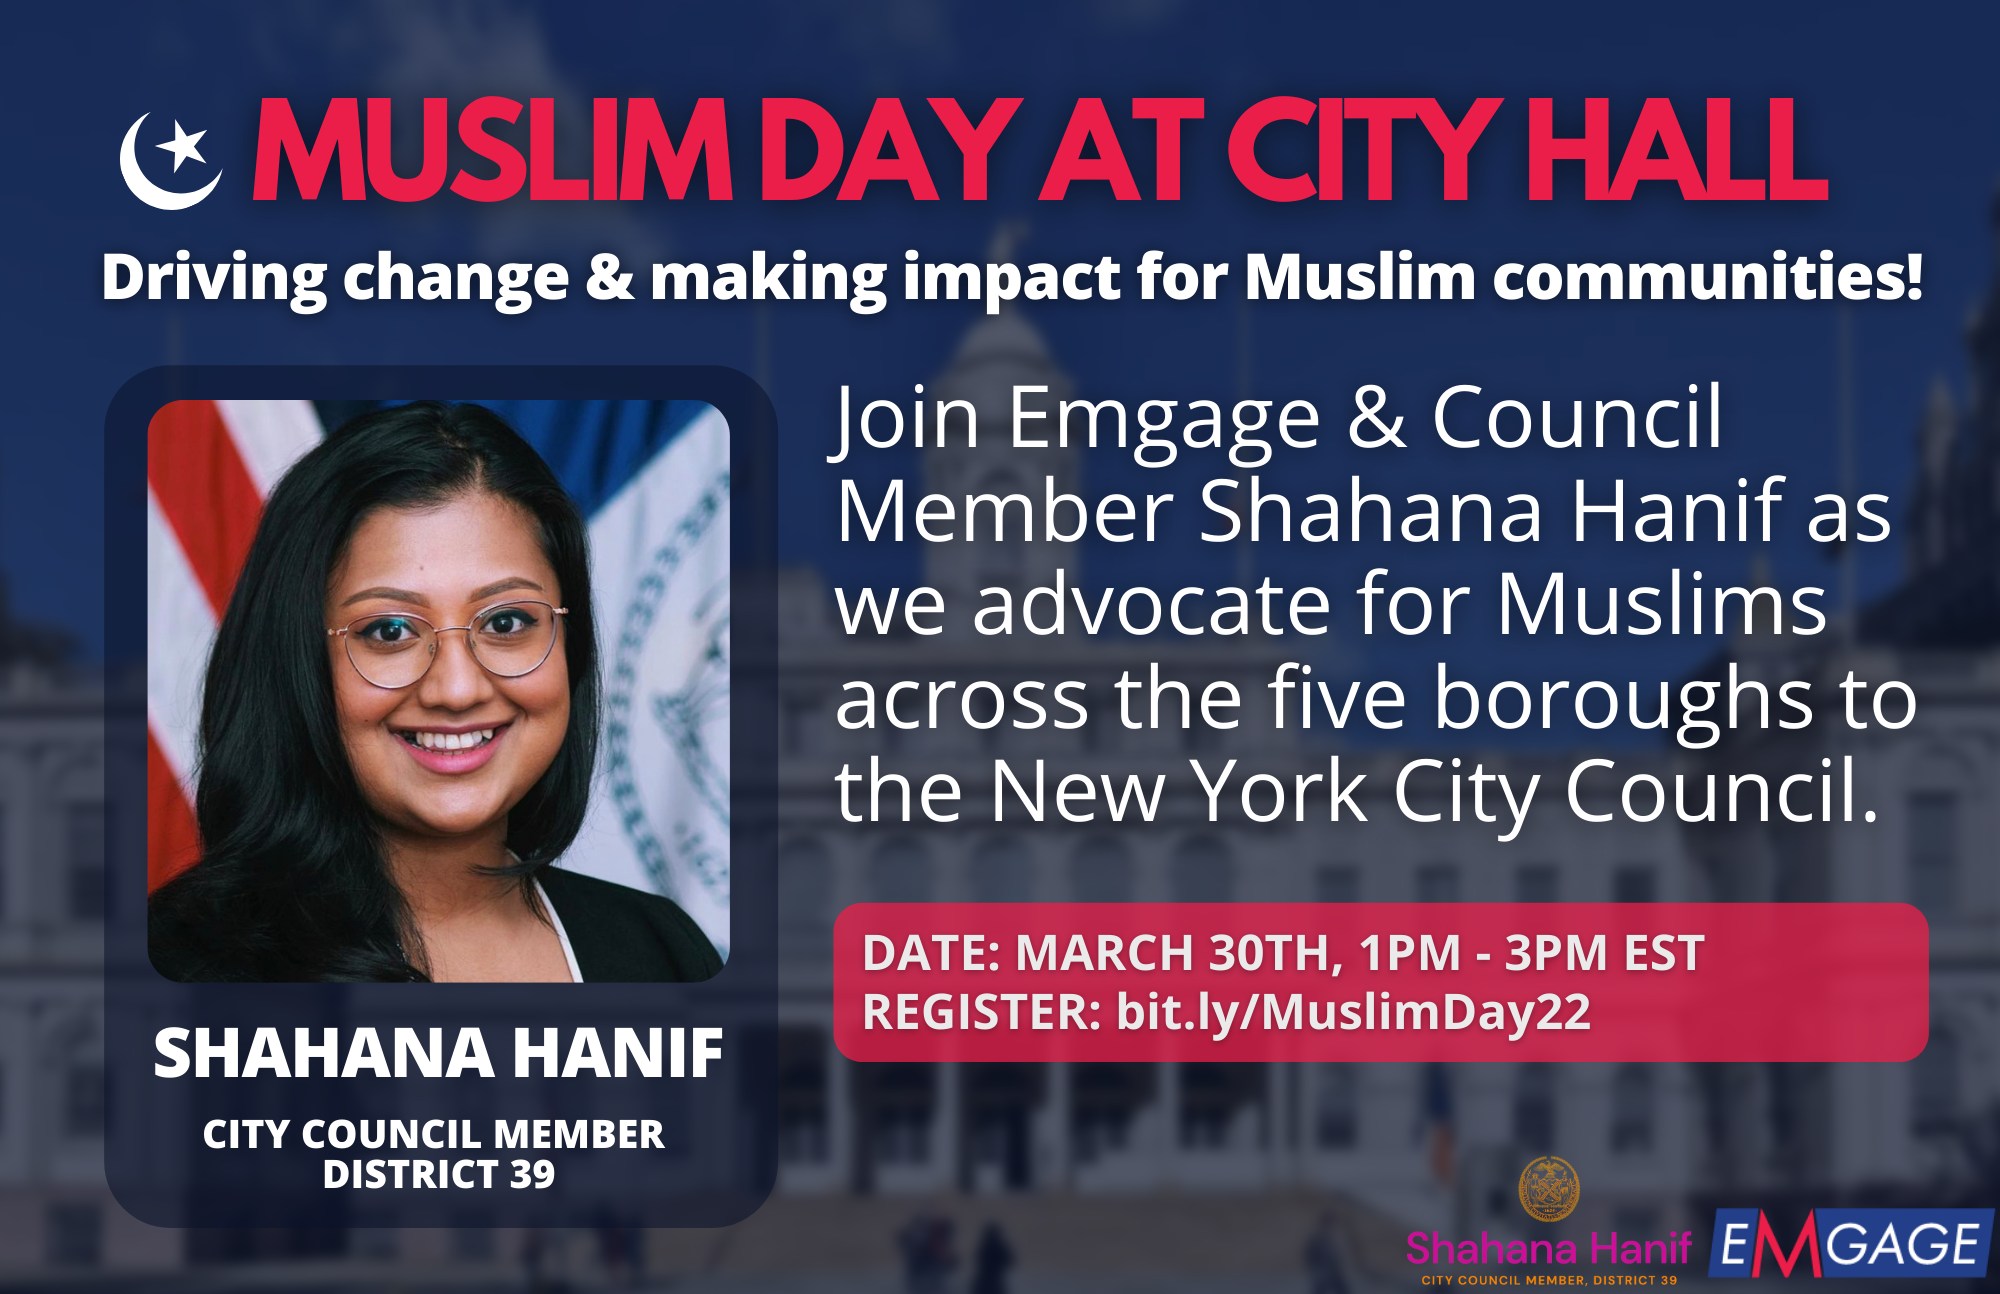 MUSLIM DAY AT CITY HALL
Driving change & making impact for Muslim communities!
Join Emgage & Council
Member Shahana Hanif as
we advocate for Muslims
across the five boroughs to
the New York City Council.
DATE: MARCH 30TH, 1PM - 3PM EST
REGISTER: bit.ly/MuslimDay22
SHAHANA HANIF
CITY COUNCIL MEMBER
DISTRICT 39
Shahana Hanif
CITY COUNCIL MEMBER, DISTRICT 39
EMGAGE